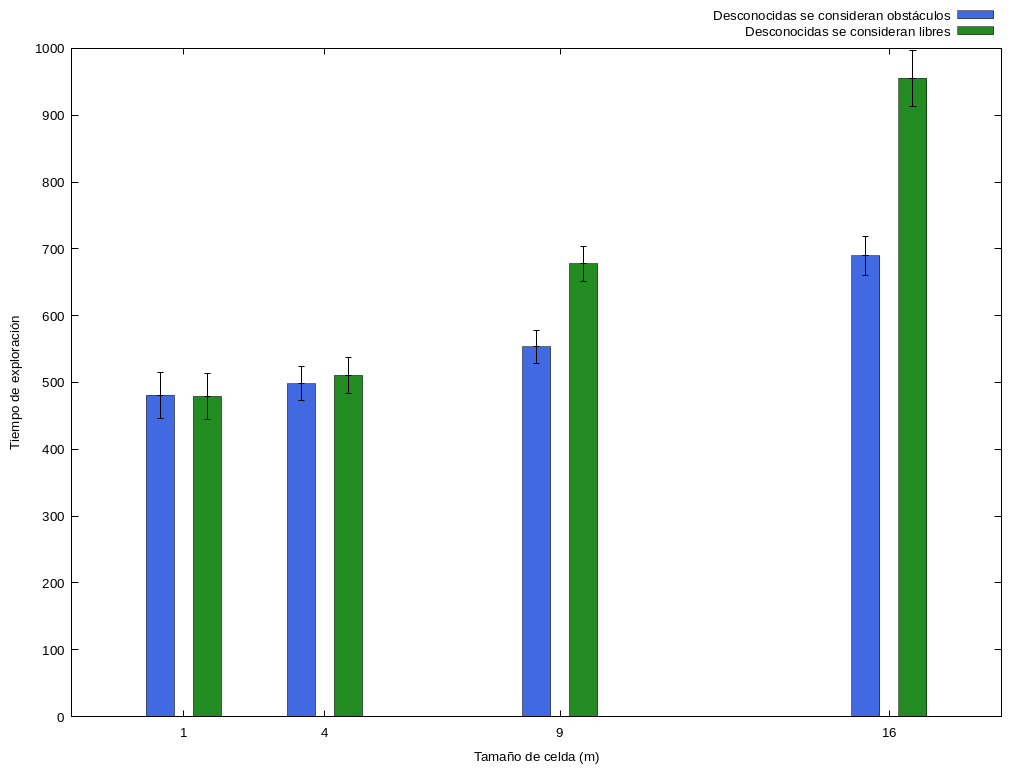 Desconocidas se consideran obstáculos
Desconocidas se consideran libres
1000
900
800
700
600
500
400
300
200
100
0
Tiempo de exploración
1 4 9 16
Tamaño de celda (m)